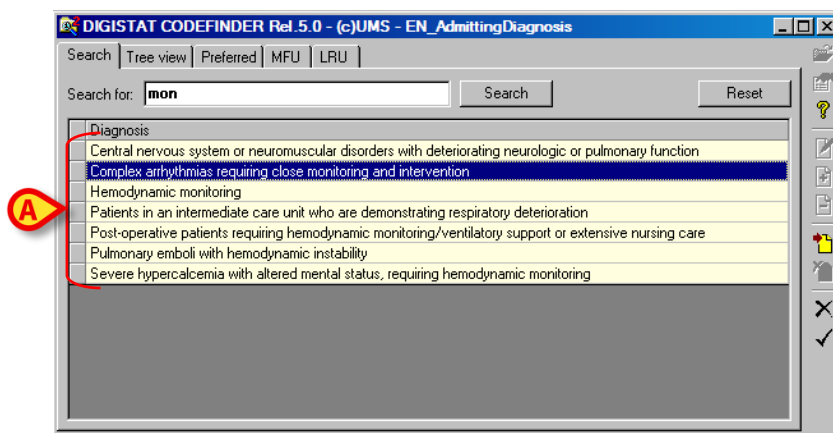 DIGISTAT CODEFINDER Rel.5.0 - (c)UMS - EN_AdmittingDiagnosis
Search Tree view Preferred MFU LRU
Search for: mon Search Reset
Diagnosis
Central nervous system or neuromuscular disorders with deteriorating neurologic or pulmonary function
Complex arrhythmias requiring close monitoring and intervention
Hemodynamic monitoring
A
Patients in an intermediate care unit who are demonstrating respiratory deterioration
Post-operative patients requiring hemodynamic monitoring/ventilatory support or extensive nursing care
Pulmonary emboli with hemodynamic instability
Severe hypercalcemia with altered mental status, requiring hemodynamic monitoring